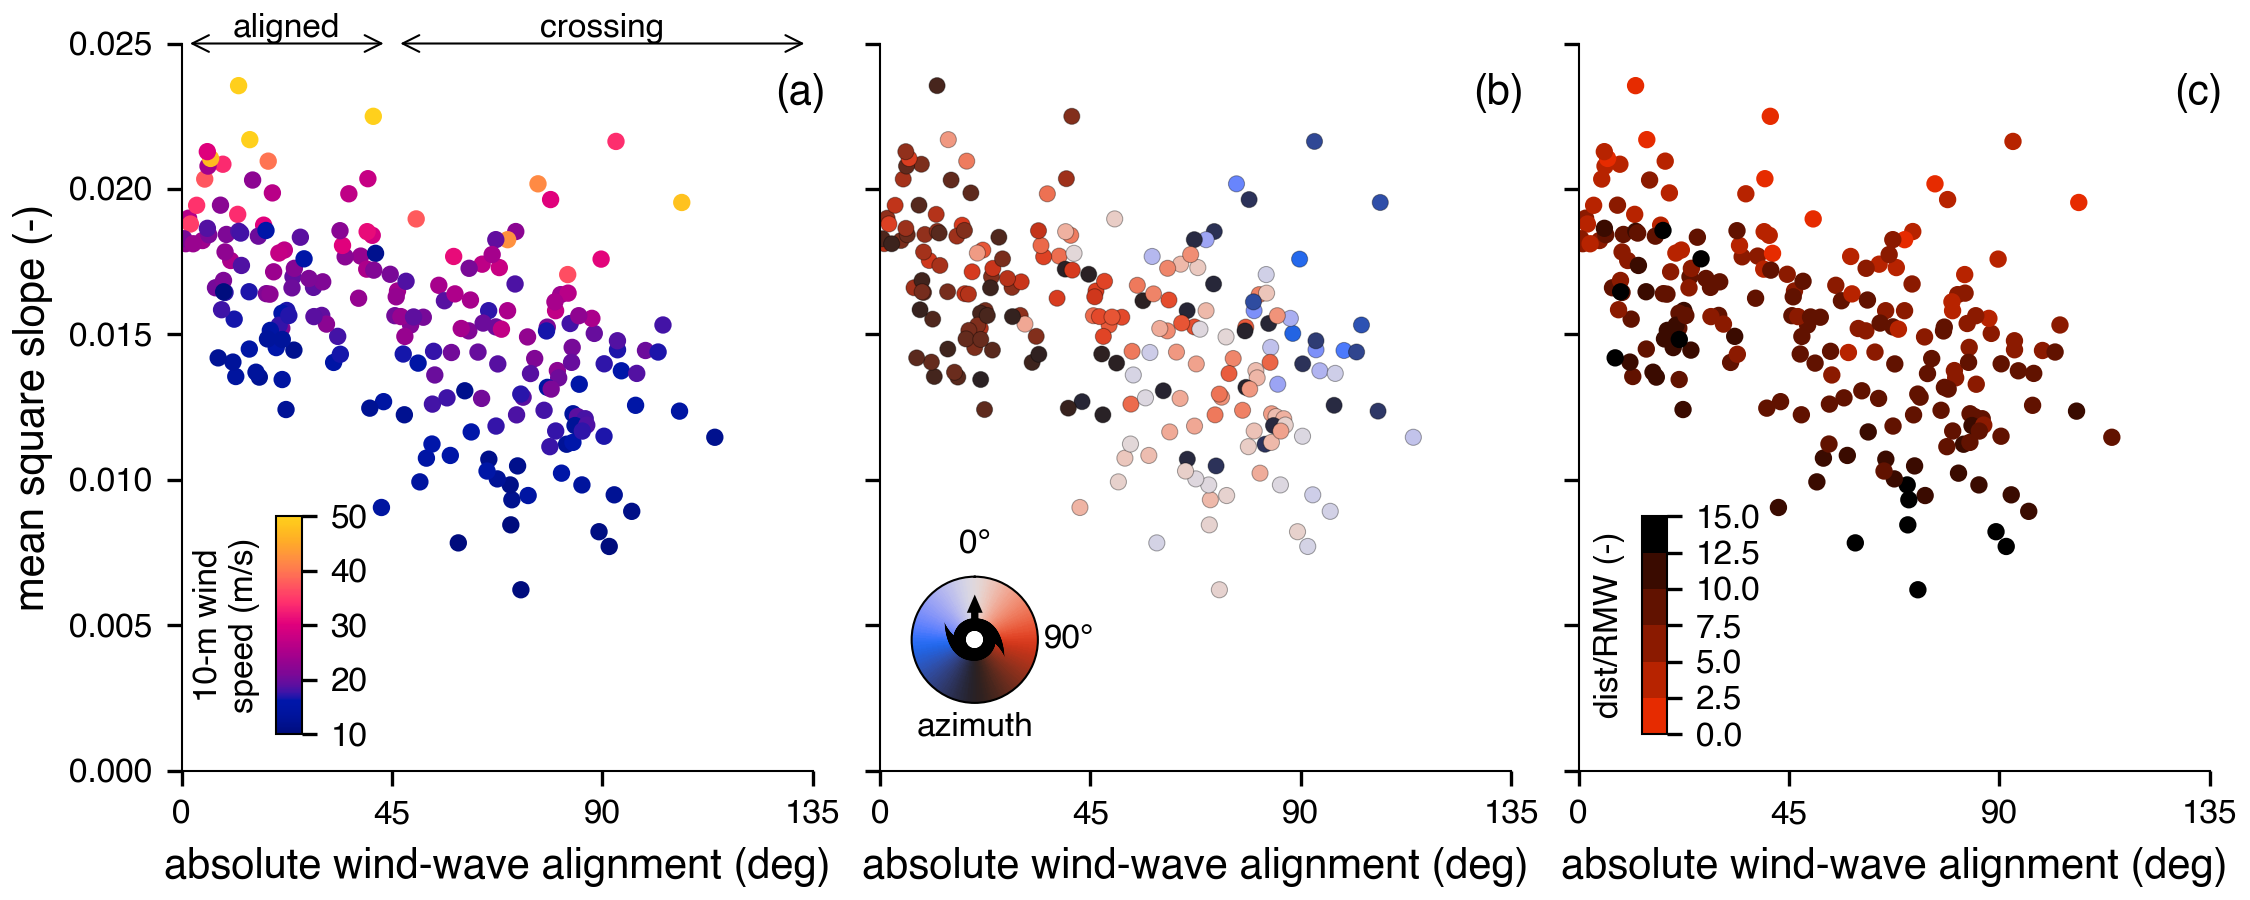 aligned
crossing
(a)
(b)
(c)
0.025
0.020
0.015
0.010
0.005
0.000
mean square slope (-)
10-m wind
speed (m/s)
50
40
30
20
10
0
45
90
135
absolute wind-wave alignment (deg)
0°
90°
azimuth
0
45
90
135
absolute wind-wave alignment (deg)
dist/RMW (-)
15.0
12.5
10.0
7.5
5.0
2.5
0.0
0
45
90
135
absolute wind-wave alignment (deg)